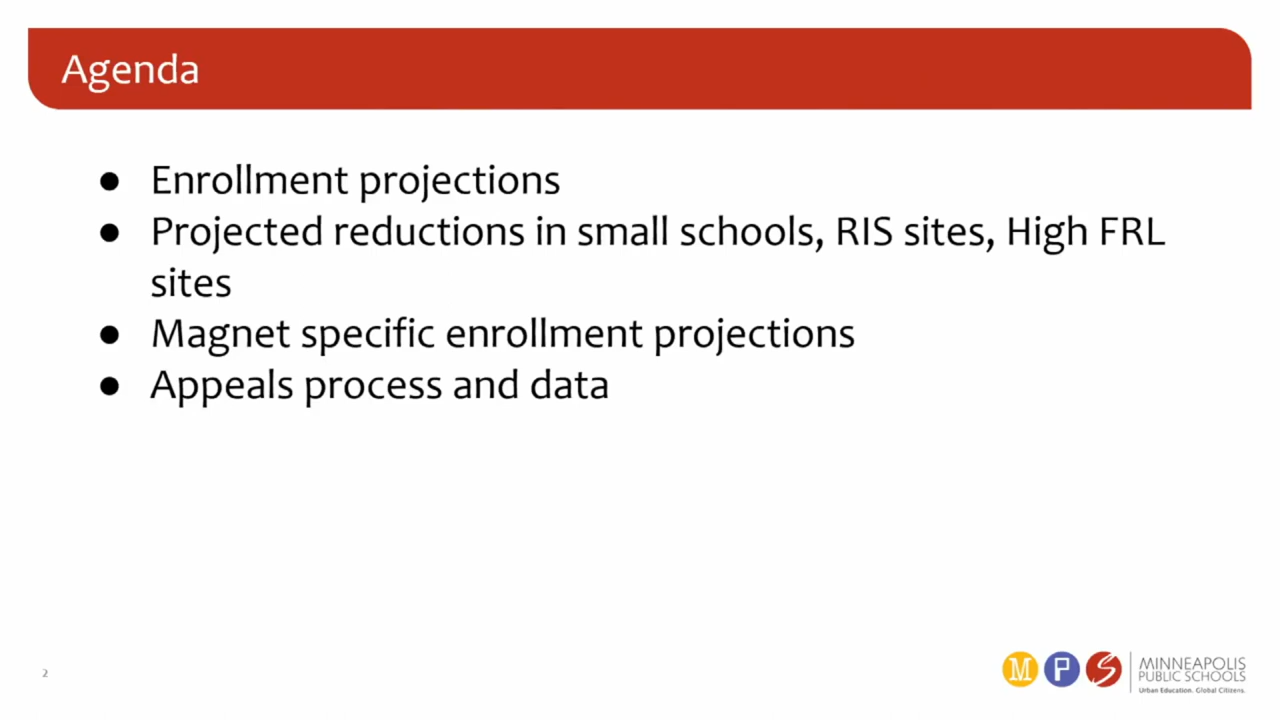 Agenda
● Enrollment projections
● Projected reductions in small schools, RIS sites, High FRL
sites
● Magnet specific enrollment projections
● Appeals process and data
2
M P S
MINNEAPOLIS
PUBLIC SCHOOLS
Urban Education. Global Citizens.